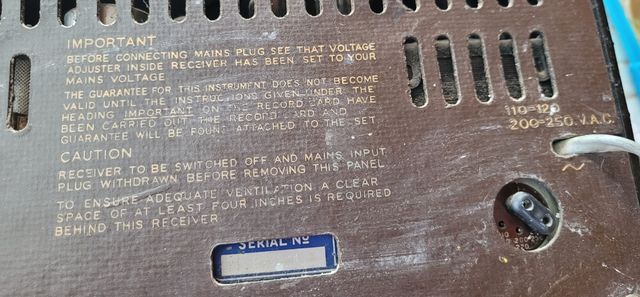 IMPORTANT
BEFORE CONNECTING MAINS PLUG SEE THAT VOLTAGE
ADJUSTER INSIDE RECEIVER HAS BEEN SET TO YOUR
MAINS VOLTAGE
THE GUARANTEE FOR THIS INSTRUMENT DOES NOT BECOME
VALID UNTIL THE INSTRUCTIONS GIVEN UNDER THE
HEADING IMPORTANT ON THE RECORD CARD HAVE
BEEN CARRIED OUT THE RECORD CARD AND
GUARANTEE WILL BE FOUND ATTACHED TO THE SET
CAUTION
RECEIVER TO BE SWITCHED OFF AND MAINS INPUT
PLUG WITHDRAWN BEFORE REMOVING THIS PANEL
TO ENSURE ADEQUATE VENTILATION A CLEAR
SPACE OF AT LEAST FOUR INCHES IS REQUIRED
BEHIND THIS RECEIVER
110-120
200-250 V.A.C.
~
SERIAL Nº